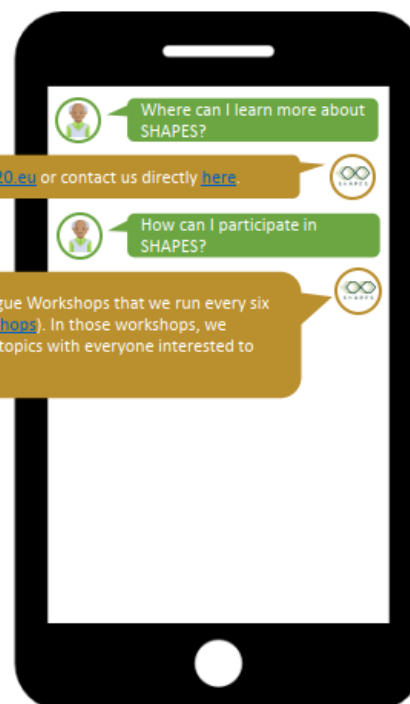 Where can I learn more about
SHAPES?
20.eu or contact us directly here.
SHAPES
How can I participate in
SHAPES?
gue Workshops that we run every six
hops). In those workshops, we
topics with everyone interested to
SHAPES